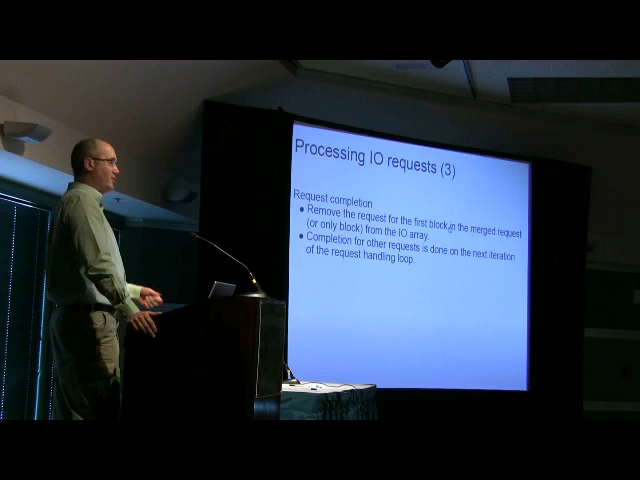 Processing IO requests (3)
Request completion
● Remove the request for the first block in the merged request
(or only block) from the IO array.
● Completion for other requests is done on the next iteration
of the request handling loop